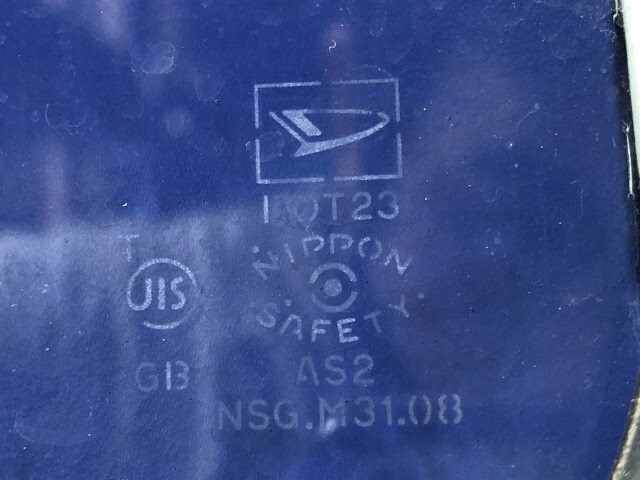 DOT23
T
NIPPON
JIS
SAFETY
GB
AS2
NSG.M31.08